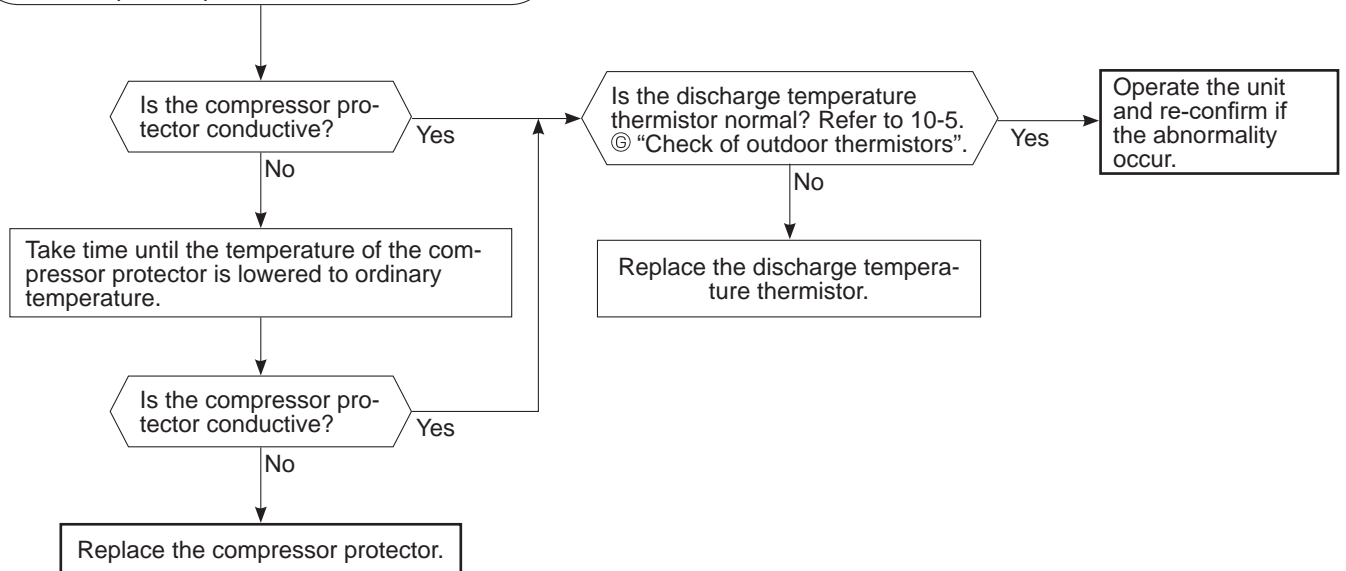 Is the compressor pro-
tector conductive?
Yes
No
Is the discharge temperature
thermistor normal? Refer to 10-5.
Ⓖ “Check of outdoor thermistors”.
Yes
No
Operate the unit
and re-confirm if
the abnormality
occur.
Take time until the temperature of the com-
pressor protector is lowered to ordinary
temperature.
Replace the discharge tempera-
ture thermistor.
Is the compressor pro-
tector conductive?
Yes
No
Replace the compressor protector.